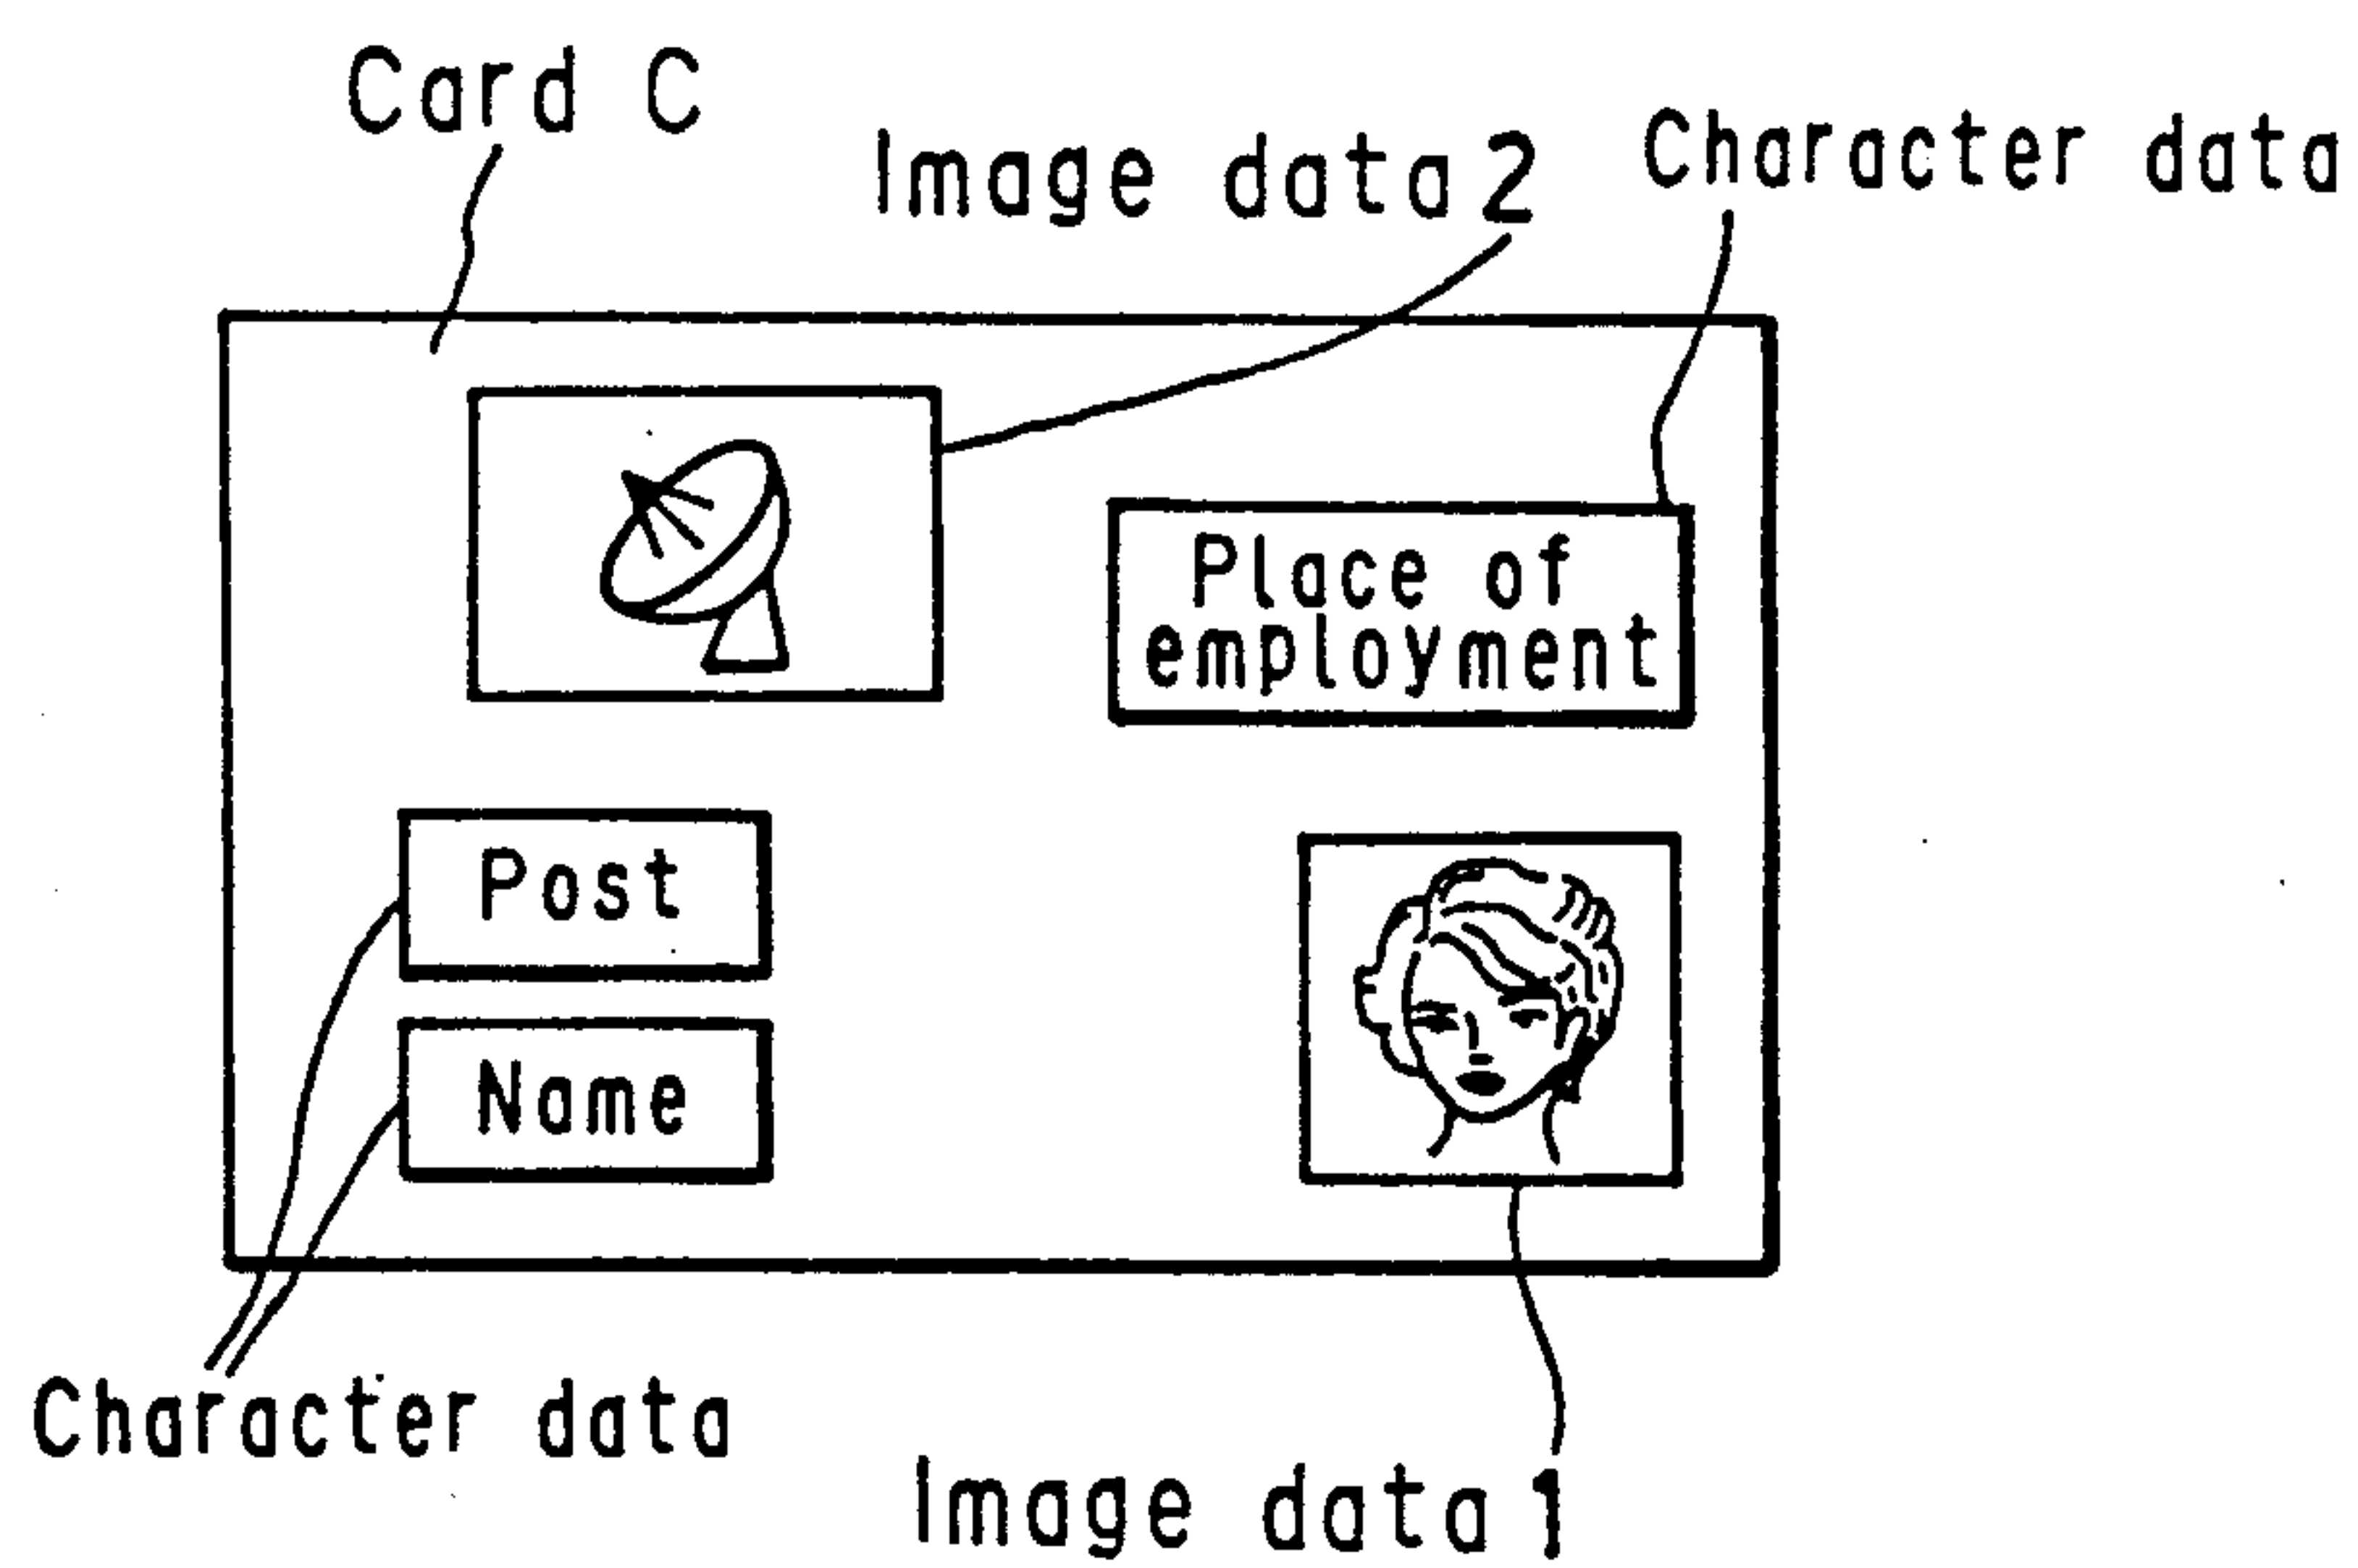 Card C
Image data 2
Character data
Place of
employment
Post
Name
Character data
Image data 1